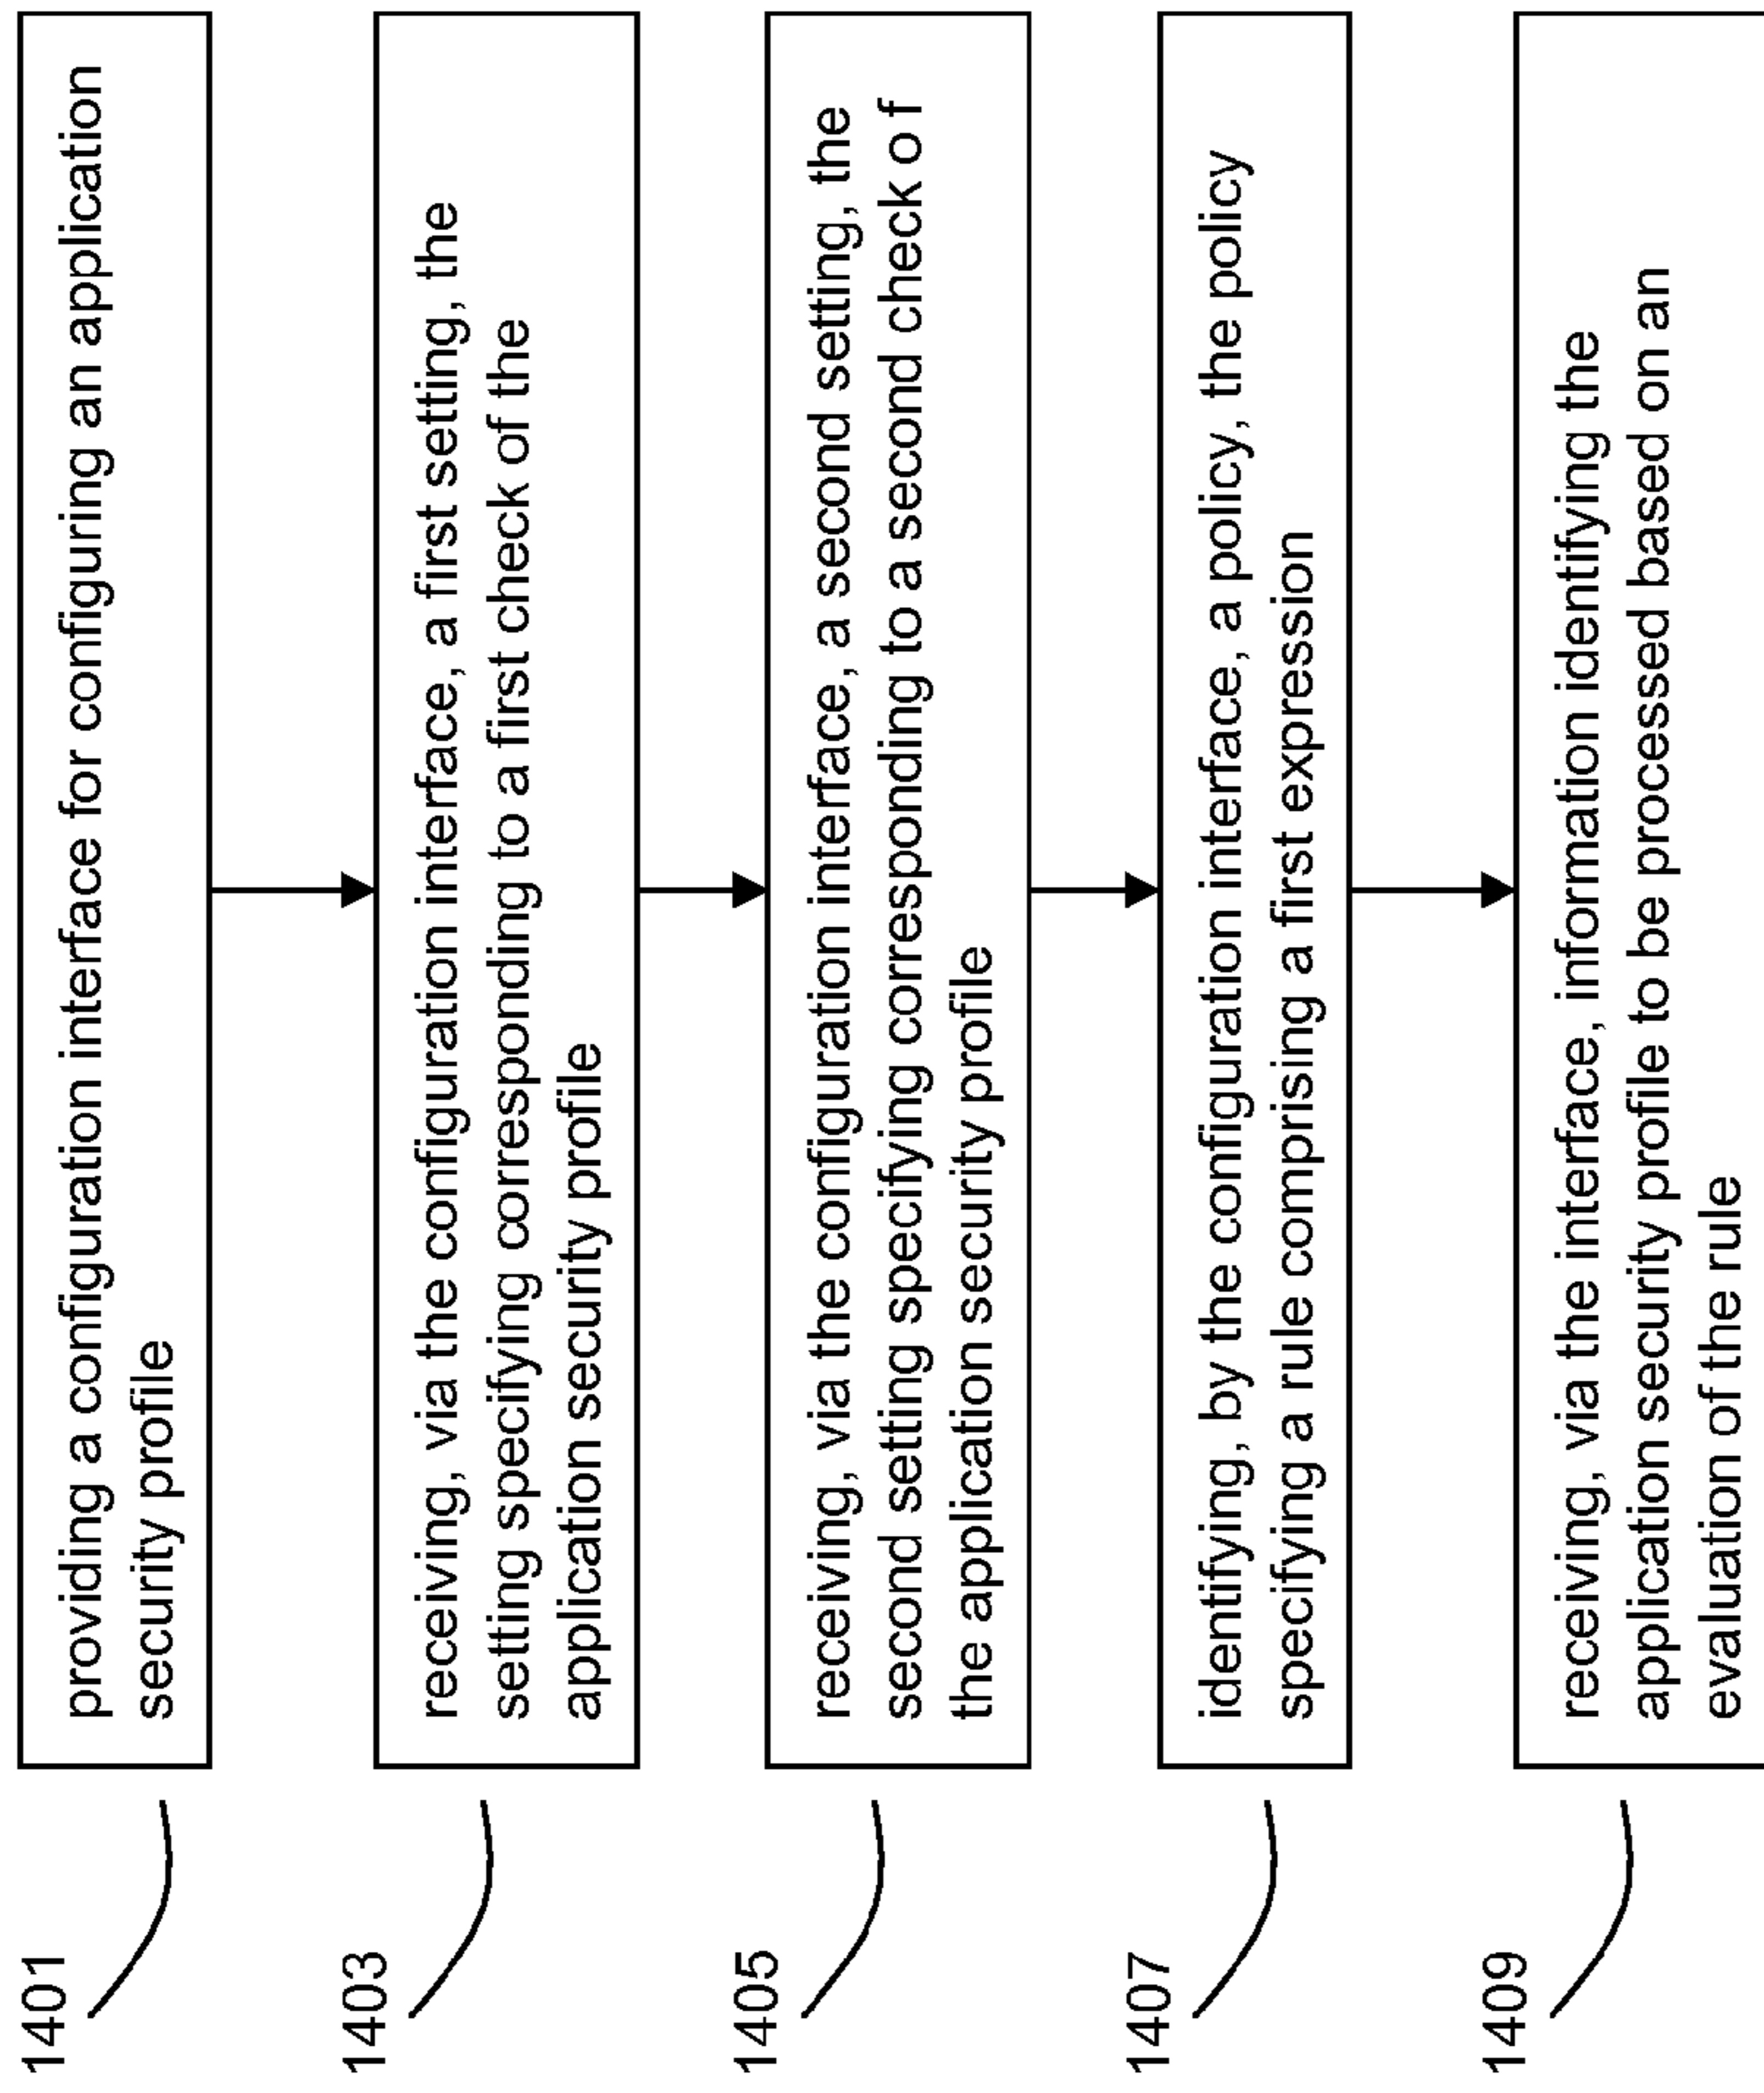 1401
providing a configuration interface for configuring an application
security profile
1403
receiving, via the configuration interface, a first setting, the
setting specifying corresponding to a first check of the
application security profile
1405
receiving, via the configuration interface, a second setting, the
second setting specifying corresponding to a second check o f
the application security profile
1407
identifying, by the configuration interface, a policy, the policy
specifying a rule comprising a first expression
1409
receiving, via the interface, information identifying the
application security profile to be processed based on an
evaluation of the rule